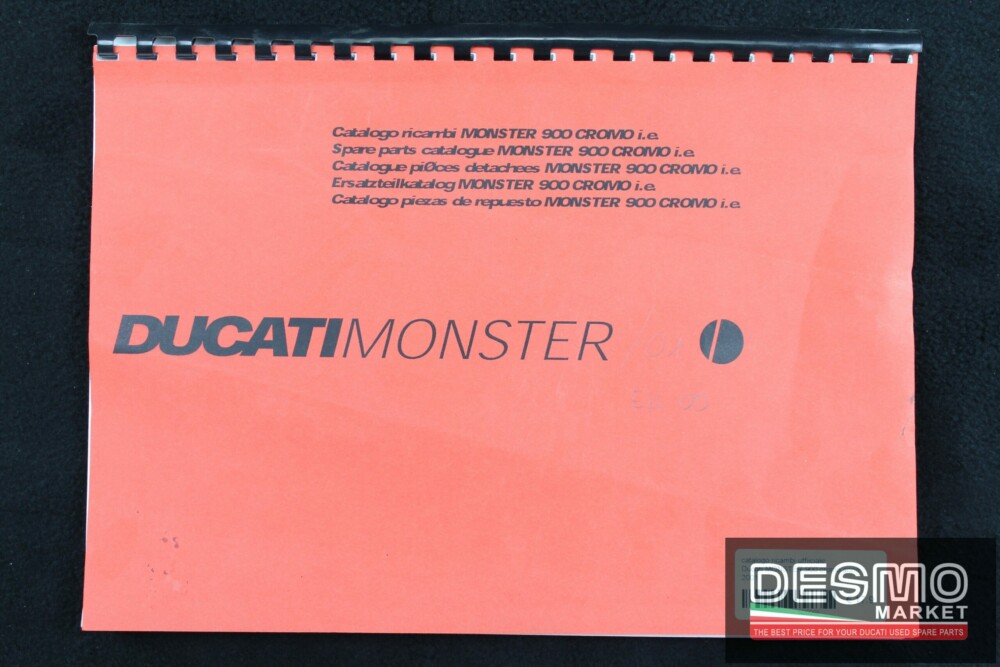 Catalogo ricambi MONSTER 900 CROMO i.e.
Spare parts catalogue MONSTER 900 CROMO i.e.
Catalogue piØces detachees MONSTER 900 CROMO i.e.
Ersatzteilkatalog MONSTER 900 CROMO i.e.
Catalogo piezas de repuesto MONSTER 900 CROMO i.e.
DUCATIMONSTER
DESMO
MARKET
THE BEST PRICE FOR YOUR DUCATI USED SPARE PARTS